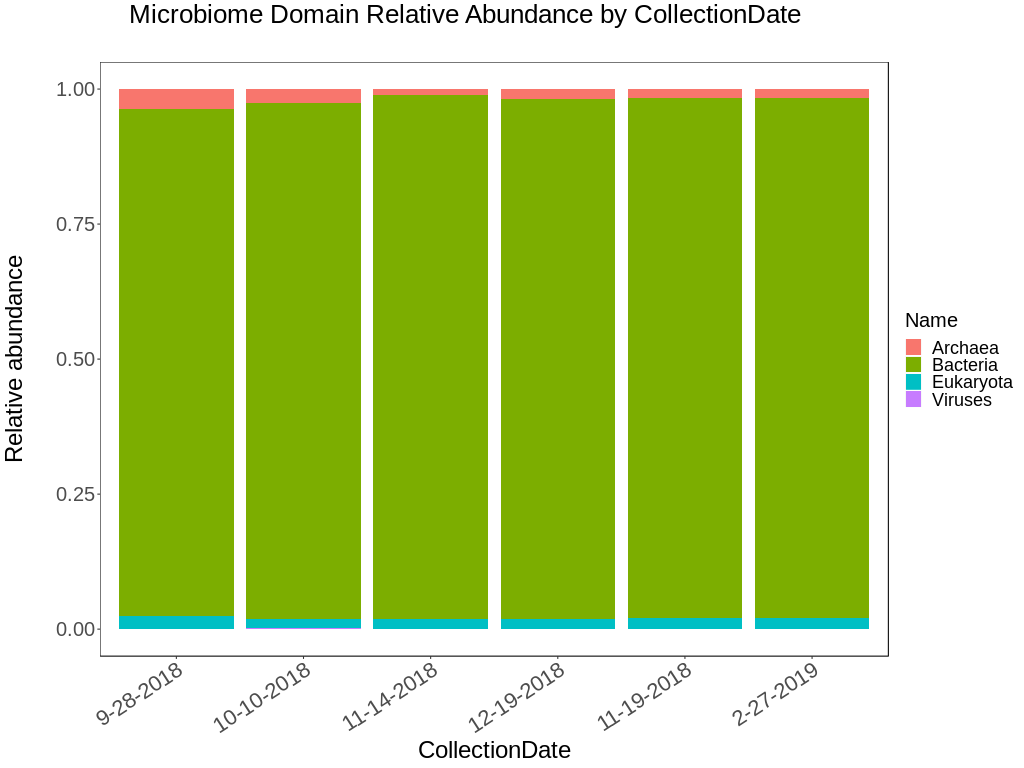 Microbiome Domain Relative Abundance by CollectionDate
Relative abundance
1.00
0.75
0.50
0.25
0.00
9-28-2018
10-10-2018
11-14-2018
12-19-2018
11-19-2018
2-27-2019
CollectionDate
Name
Archaea
Bacteria
Eukaryota
Viruses